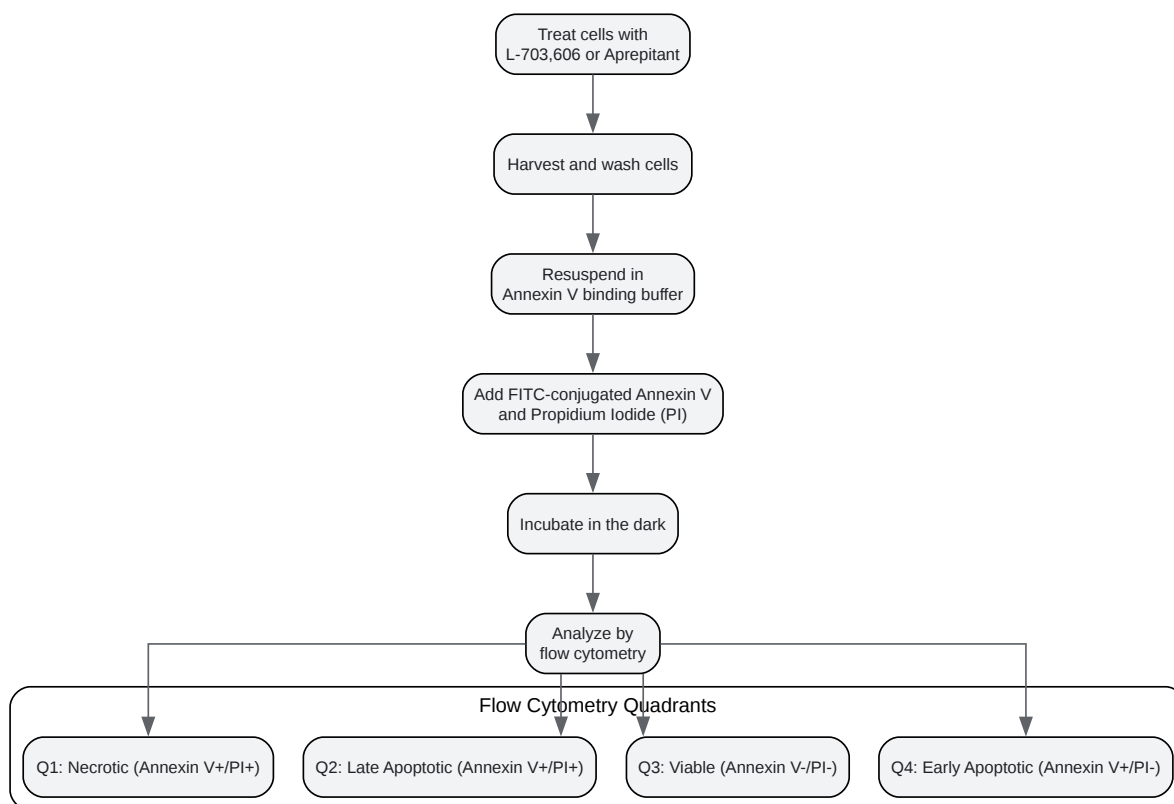 Treat cells with
L-703,606 or Aprepitant
Harvest and wash cells
Resuspend in
Annexin V binding buffer
Add FITC-conjugated Annexin V
and Propidium Iodide (PI)
Incubate in the dark
Analyze by
flow cytometry
Flow Cytometry Quadrants
Q1: Necrotic (Annexin V+/PI+)
Q2: Late Apoptotic (Annexin V+/PI+)
Q3: Viable (Annexin V-/PI-)
Q4: Early Apoptotic (Annexin V+/PI-)